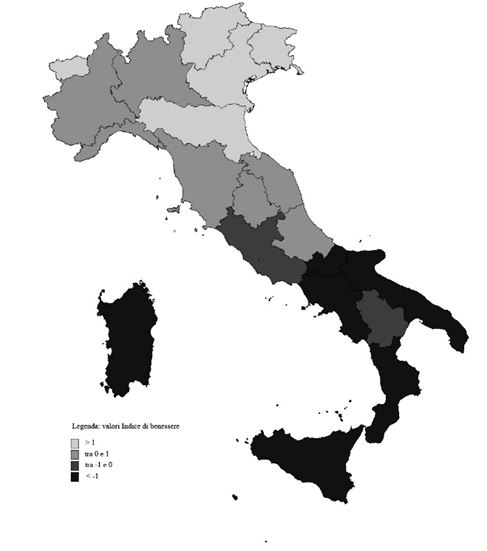 Legenda: valori Indice di benessere
> 1
tra 0 e 1
tra -1 e 0
< -1